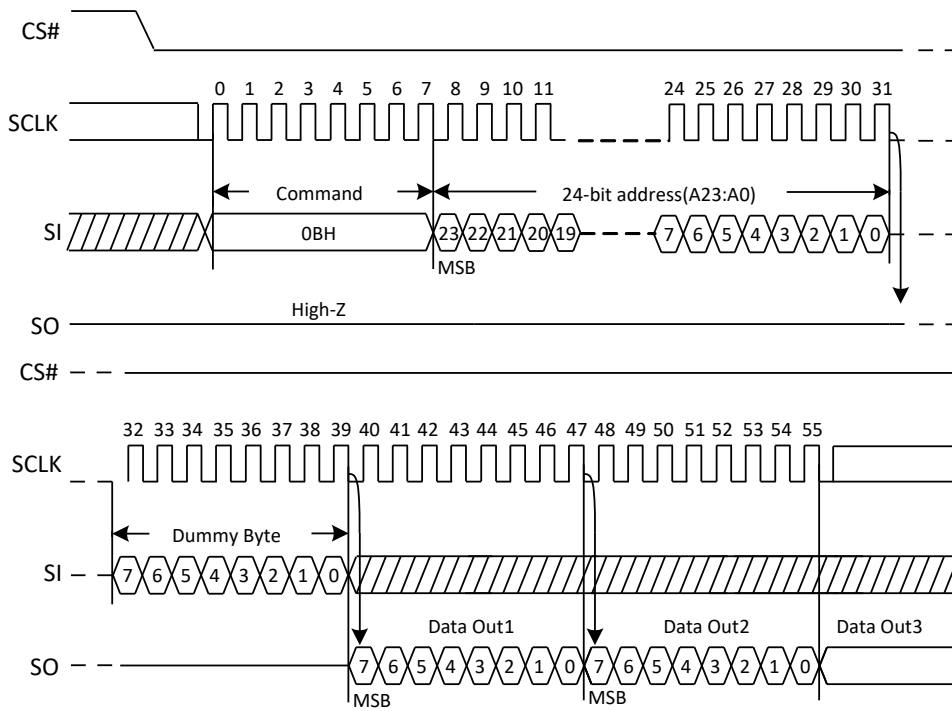 CS#
0 1 2 3 4 5 6 7 8 9 10 11 24 25 26 27 28 29 30 31
SCLK
Command 24-bit address(A23:A0)
SI 0BH 23 22 21 20 19 7 6 5 4 3 2 1 0
MSB
High-Z
SO
CS#
32 33 34 35 36 37 38 39 40 41 42 43 44 45 46 47 48 49 50 51 52 53 54 55
SCLK
Dummy Byte
SI 7 6 5 4 3 2 1 0
Data Out1 Data Out2 Data Out3
SO 7 6 5 4 3 2 1 0 7 6 5 4 3 2 1 0
MSB MSB